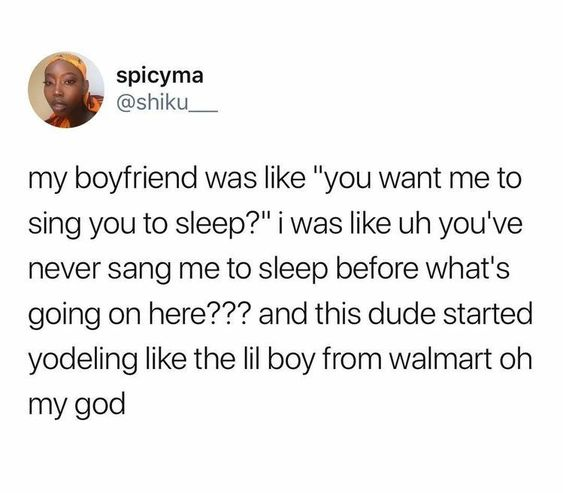 spicyma
@shiku___
my boyfriend was like "you want me to
sing you to sleep?" i was like uh you've
never sang me to sleep before what's
going on here??? and this dude started
yodeling like the lil boy from walmart oh
my god